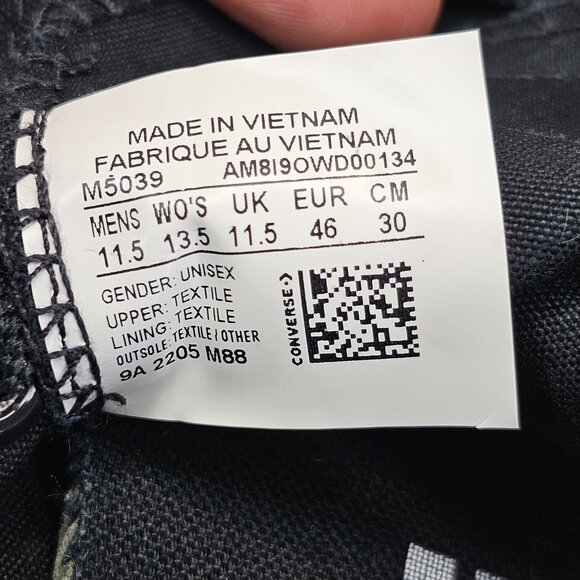 MADE IN VIETNAM
FABRIQUE AU VIETNAM
M5039 AM8I9OWD00134
MENS WO'S UK EUR CM
11.5 13.5 11.5 46 30
GENDER: UNISEX
UPPER: TEXTILE
LINING: TEXTILE
OUTSOLE: TEXTILE / OTHER
9A 2205 M88
CONVERSE